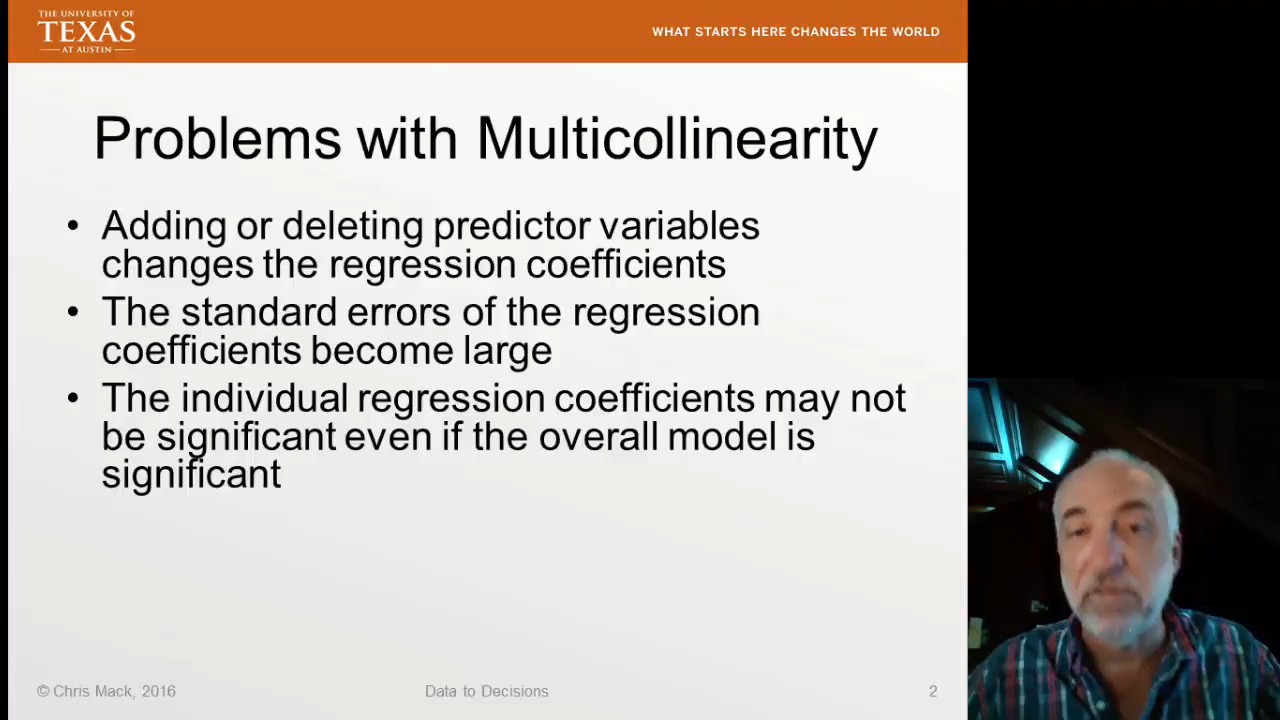 THE UNIVERSITY OF
TEXAS
AT AUSTIN
WHAT STARTS HERE CHANGES THE WORLD
Problems with Multicollinearity
• Adding or deleting predictor variables
changes the regression coefficients
• The standard errors of the regression
coefficients become large
• The individual regression coefficients may not
be significant even if the overall model is
significant
© Chris Mack, 2016
Data to Decisions
2